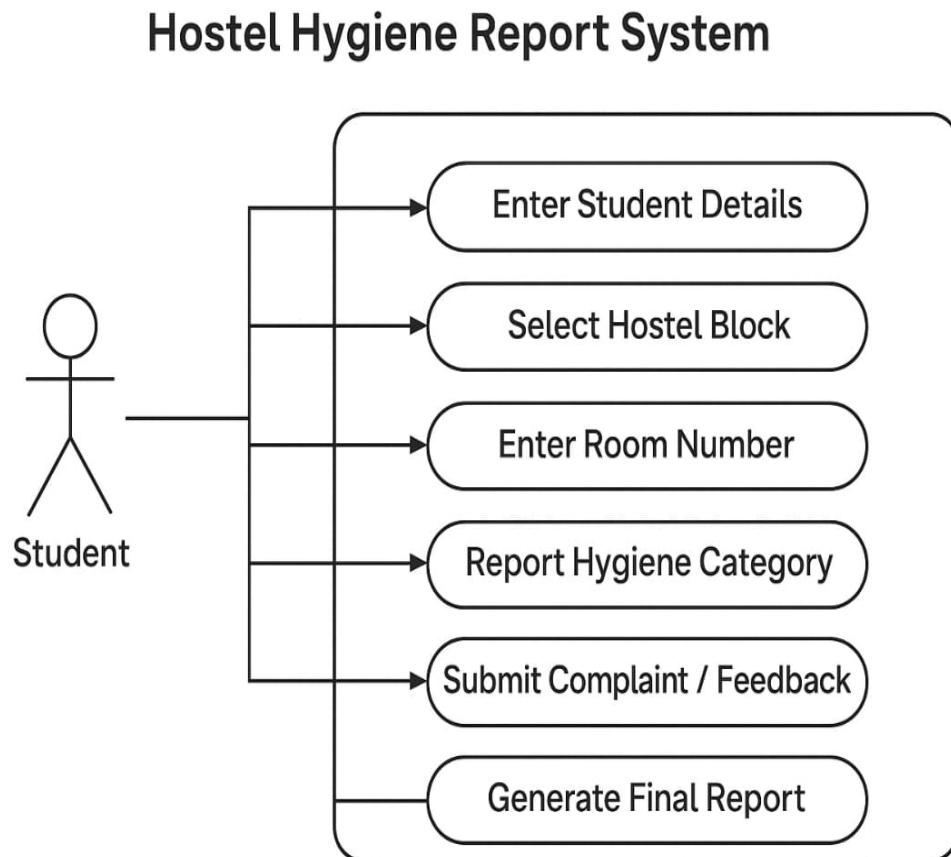 Hostel Hygiene Report System
Enter Student Details
Select Hostel Block
Enter Room Number
Report Hygiene Category
Submit Complaint / Feedback
Generate Final Report
Student